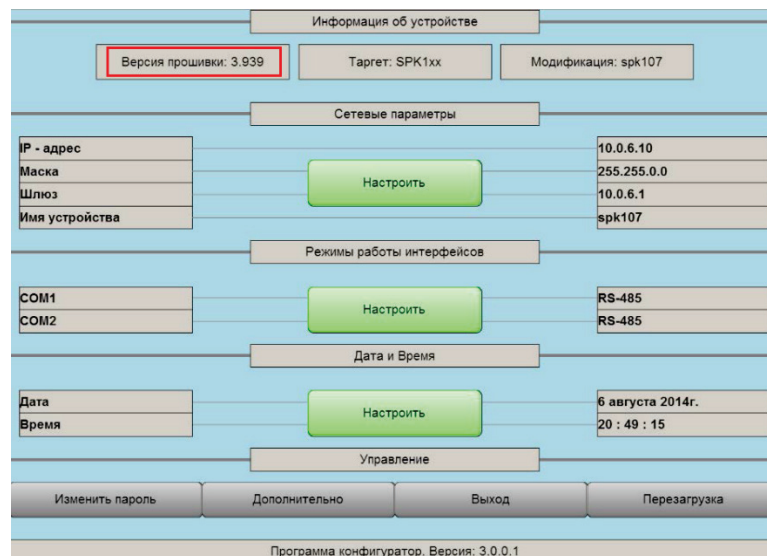 Информация об устройстве
Версия прошивки: 3.939 Таргет: SPK1xx Модификация: spk107
Сетевые параметры
IP - адрес 10.0.6.10
Маска 255.255.0.0
Настроить
Шлюз 10.0.6.1
Имя устройства spk107
Режимы работы интерфейсов
COM1 RS-485
Настроить
COM2 RS-485
Дата и Время
Дата 6 августа 2014г.
Настроить
Время 20 : 49 : 15
Управление
Изменить пароль Дополнительно Выход Перезагрузка
Программа конфигуратор. Версия: 3.0.0.1